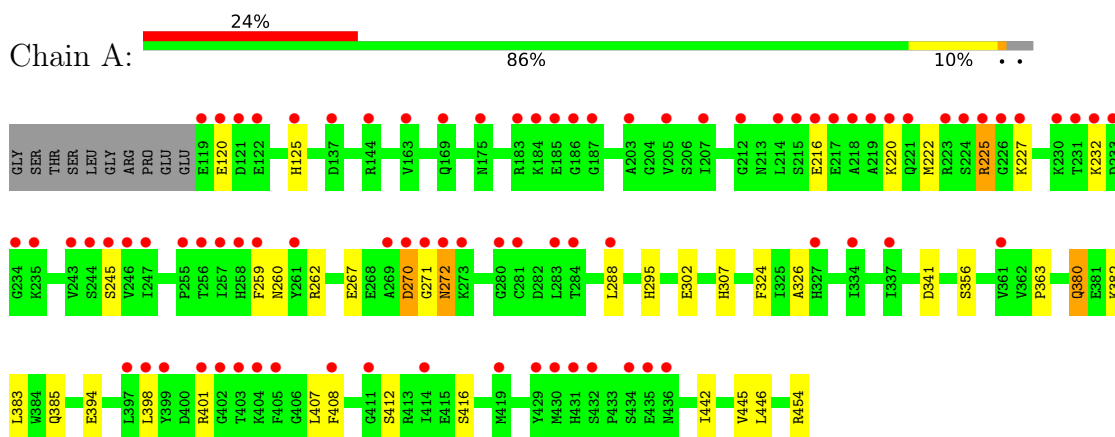 24%
Chain A:
86% 10% • •
GLY SER THR SER LEU GLY ARG PRO GLU GLU E119 E120 D121 E122 H125 D137 R144 V163 Q169 N175 R183 K184 E185 G186 G187 A203 G204 V205 S206 I207 G212 N213 L214 S215 E216 E217 A218 A219 K220 Q221 M222 R223 S224 R225 G226 K227 K230 T231 K232 D233
G234 K235 V243 S244 S245 V246 I247 P255 T256 I257 H258 F259 N260 Y261 R262 E267 E268 A269 D270 G271 N272 K273 G280 C281 D282 L283 T284 L288 H295 E302 H307 F324 I325 A326 H327 I334 I337 D341 S356 V361 V362 P363 Q380 E381 K382
L383 W384 Q385 E394 L397 L398 Y399 D400 R401 G402 T403 K404 F405 G406 L407 F408 G411 S412 R413 I414 E415 S416 M419 Y429 M430 H431 S432 P433 S434 E435 N436 I442 V445 L446 R454